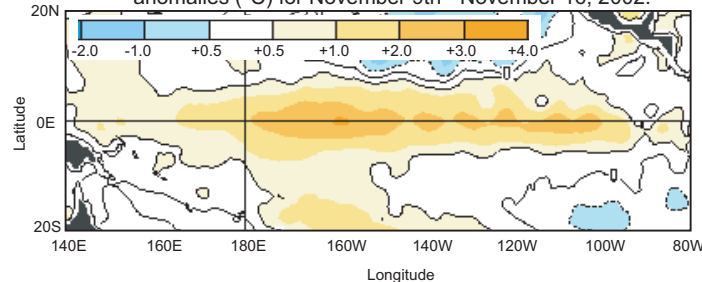 anomalies (°C) for November 9th - November 16, 2002.
20N
-2.0 -1.0 +0.5 +0.5 +1.0 +2.0 +3.0 +4.0
Latitude
0E
20S
140E 160E 180E 160W 140W 120W 100W 80W
Longitude